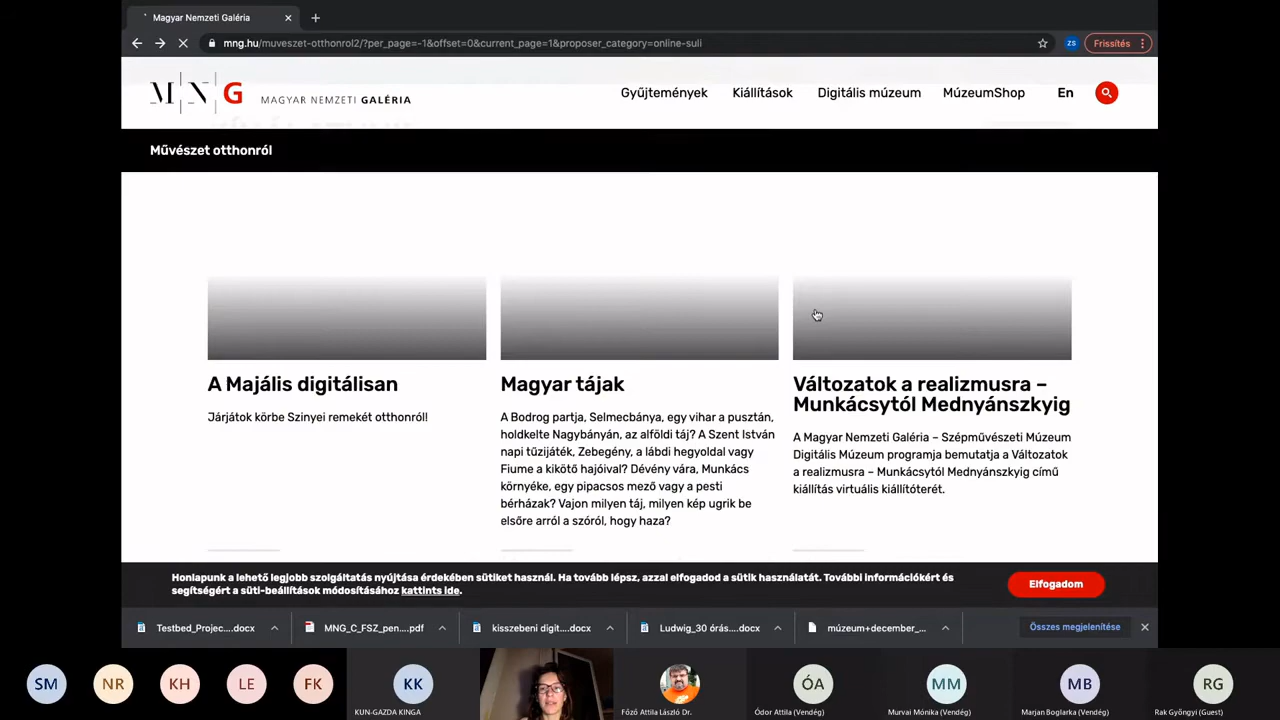 Magyar Nemzeti Galéria
mng.hu/muveszet-otthonrol2/?per_page=-1&offset=0&current_page=1&proposer_category=online-suli
ZS
Frissítés
MNG
MAGYAR NEMZETI GALÉRIA
Gyűjtemények
Kiállítások
Digitális múzeum
MúzeumShop
En
Művészet otthonról
A Majális digitálisan
Járjátok körbe Szinyei remekét otthonról!
Magyar tájak
A Bodrog partja, Selmecbánya, egy vihar a pusztán,
holdkelte Nagybányán, az alföldi táj? A Szent István
napi tűzijáték, Zebegény, a lábdi hegyoldal vagy
Fiume a kikötő hajóival? Dévény vára, Munkács
környéke, egy pipacsos mező vagy a pesti
bérházak? Vajon milyen táj, milyen kép ugrik be
elsőre arról a szóról, hogy haza?
Változatok a realizmusra –
Munkácsytól Mednyánszkyig
A Magyar Nemzeti Galéria – Szépművészeti Múzeum
Digitális Múzeum programja bemutatja a Változatok
a realizmusra – Munkácsytól Mednyánszkyig című
kiállítás virtuális kiállítóterét.
Honlapunk a lehető legjobb szolgáltatás nyújtása érdekében sütiket használ. Ha tovább lépsz, azzal elfogadod a sütik használatát. További információkért és
segítségért a süti-beállítások módosításához kattints ide.
Elfogadom
Testbed_Projec....docx
MNG_C_FSZ_pen....pdf
kisszebeni digit....docx
Ludwig_30 órás....docx
múzeum+december_...
Összes megjelenítése
SM
NR
KH
LE
FK
KK
KUN-GAZDA KINGA
Főző Attila László Dr.
ÓA
Ódor Attila (Vendég)
MM
Murvai Mónika (Vendég)
MB
Marjan Boglarka (Vendég)
RG
Rak Gyöngyi (Guest)